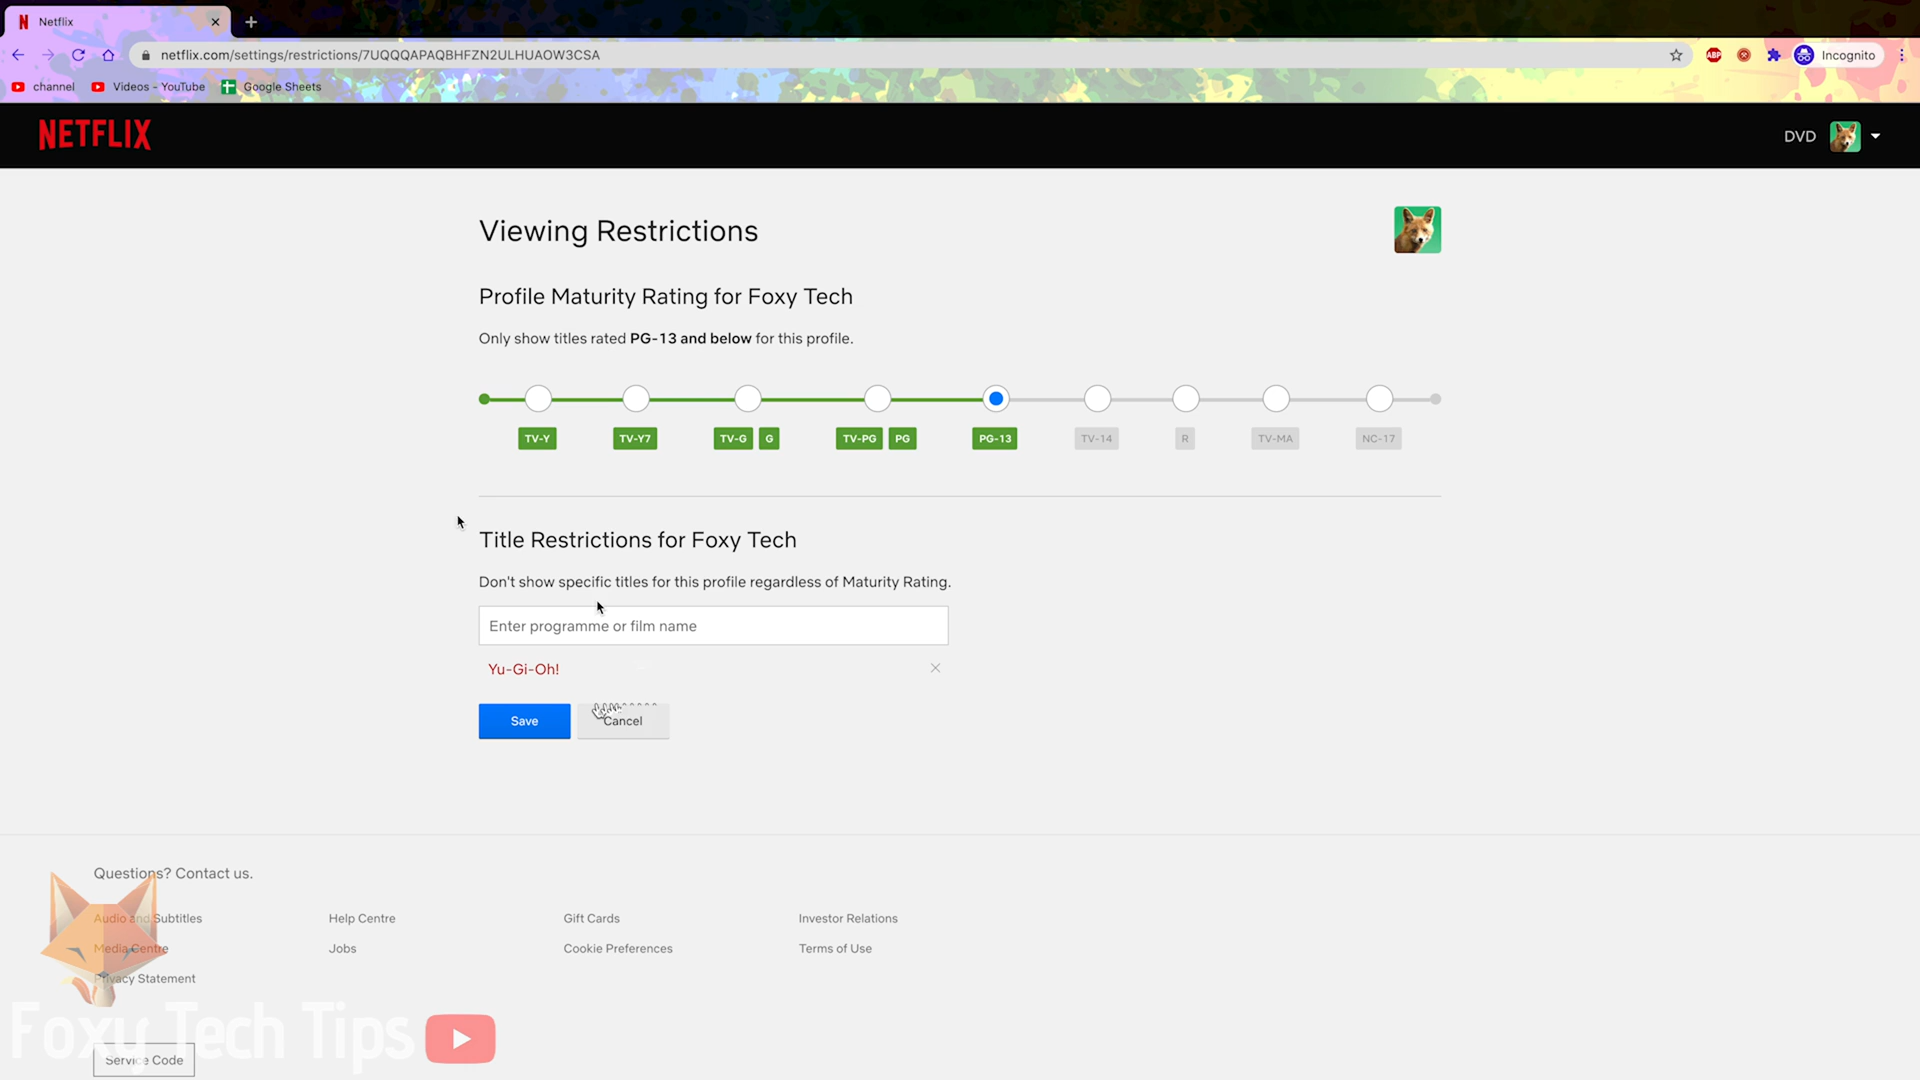 Netflix
netflix.com/settings/restrictions/7UQQQAPAQBHFZN2ULHUAOW3CSA
ABP
Incognito
channel
Videos - YouTube
Google Sheets
NETFLIX
DVD
Viewing Restrictions
Profile Maturity Rating for Foxy Tech
Only show titles rated PG-13 and below for this profile.
TV-Y TV-Y7 TV-G G TV-PG PG PG-13 TV-14 R TV-MA NC-17
Title Restrictions for Foxy Tech
Don't show specific titles for this profile regardless of Maturity Rating.
Enter programme or film name
Yu-Gi-Oh!
Save
Cancel
Questions? Contact us.
Audio and Subtitles
Help Centre
Gift Cards
Investor Relations
Media Centre
Jobs
Cookie Preferences
Terms of Use
Privacy Statement
Foxy Tech Tips
Service Code